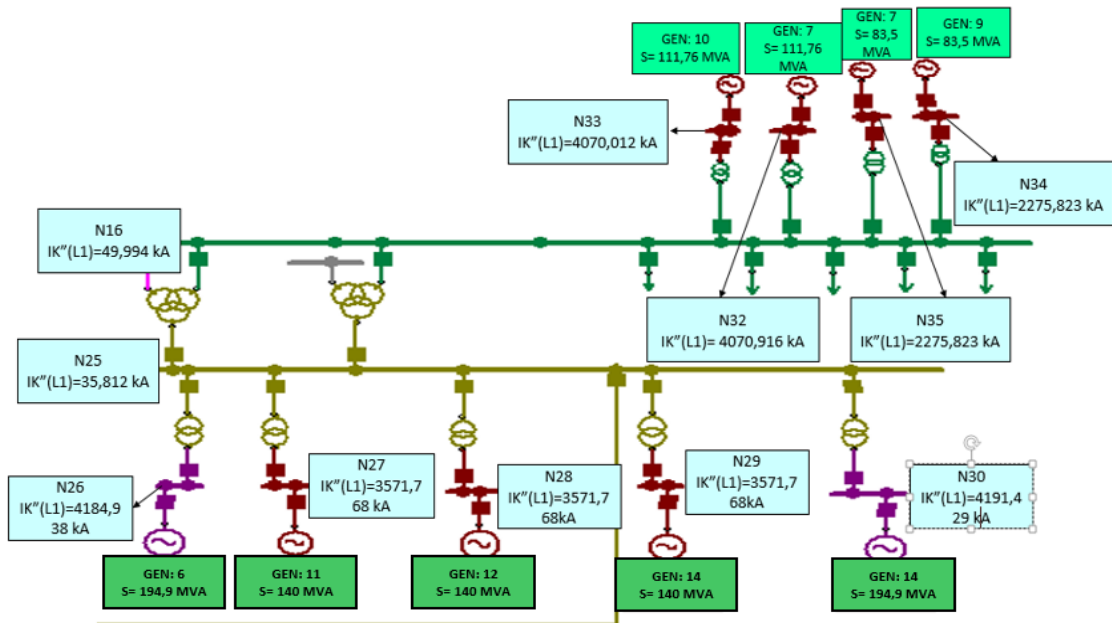 GEN: 10
S= 111,76 MVA
GEN: 7
S= 111,76
MVA
GEN: 7
S= 83,5
MVA
GEN: 9
S= 83,5 MVA
N33
IK”(L1)=4070,012 kA
N34
IK”(L1)=2275,823 kA
N16
IK”(L1)=49,994 kA
N32
IK”(L1)= 4070,916 kA
N35
IK”(L1)=2275,823 kA
N25
IK”(L1)=35,812 kA
N26
IK”(L1)=4184,9
38 kA
N27
IK”(L1)=3571,7
68 kA
N28
IK”(L1)=3571,7
68kA
N29
IK”(L1)=3571,7
68kA
N30
IK”(L1)=4191,4
29 kA
GEN: 6
S= 194,9 MVA
GEN: 11
S= 140 MVA
GEN: 12
S= 140 MVA
GEN: 14
S= 140 MVA
GEN: 14
S= 194,9 MVA